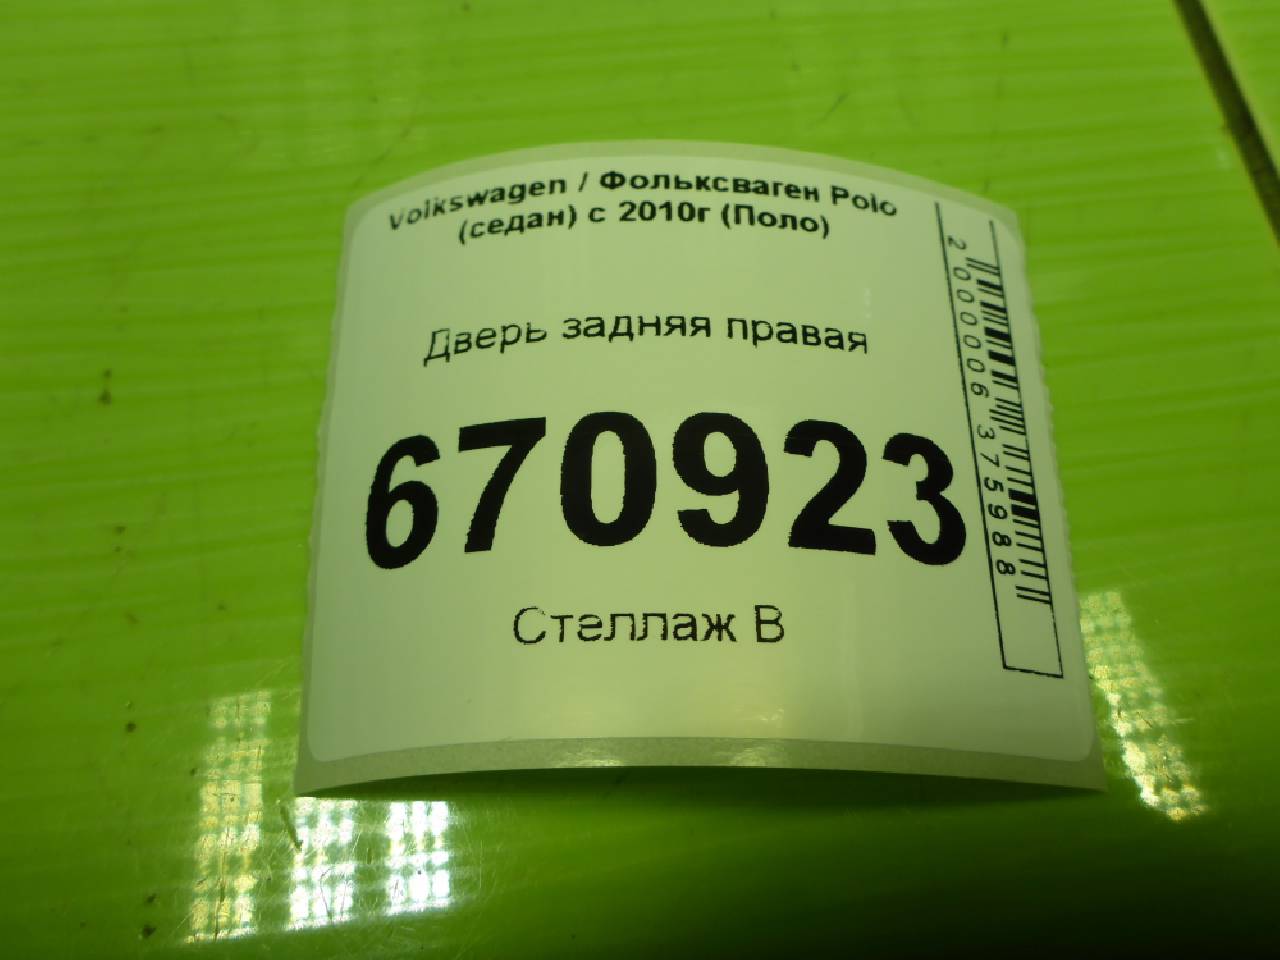 Volkswagen / Фольксваген Polo
(седан) с 2010г (Поло)
Дверь задняя правая
670923
Стеллаж В
2000006375988